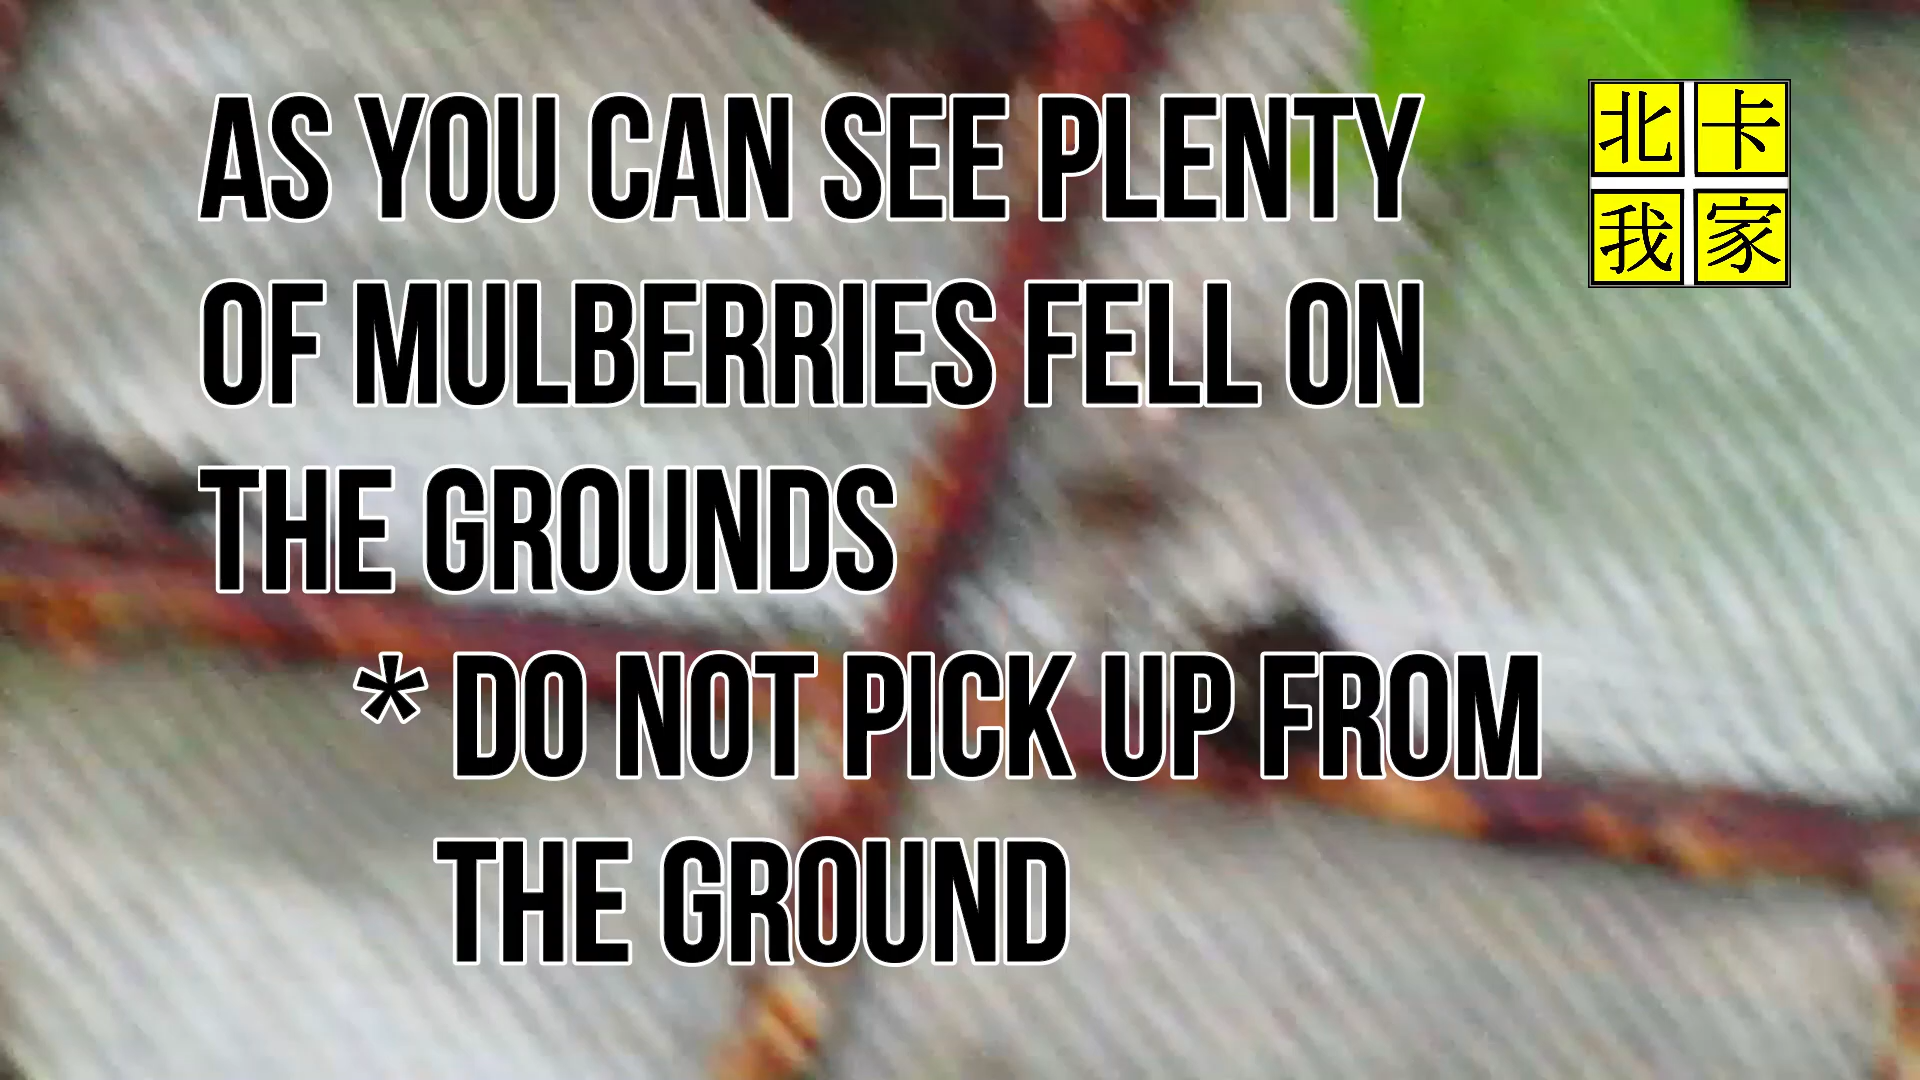 AS YOU CAN SEE PLENTY
OF MULBERRIES FELL ON
THE GROUNDS
* DO NOT PICK UP FROM
THE GROUND
北卡
我家